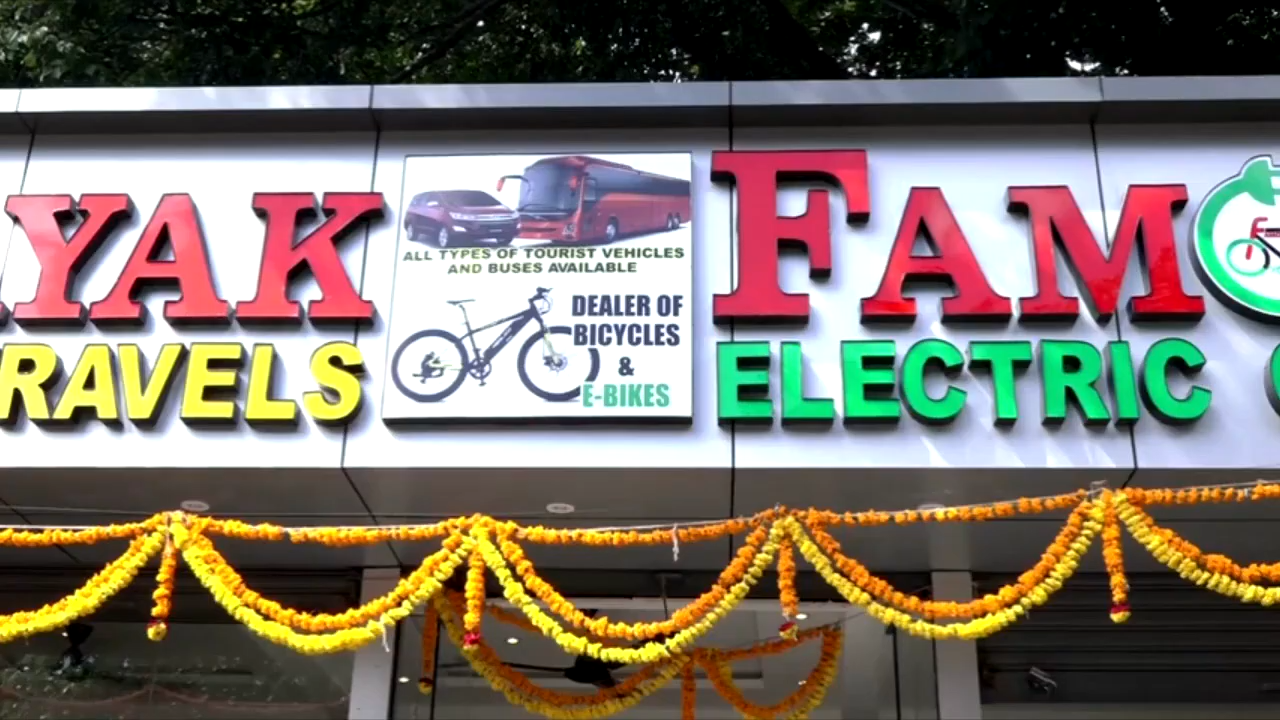 YAK
RAVELS
ALL TYPES OF TOURIST VEHICLES
AND BUSES AVAILABLE
DEALER OF
BICYCLES
&
E-BIKES
FAM
ELECTRIC